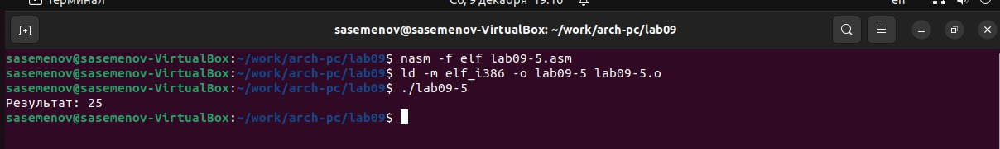 Терминал Сб, 9 декабря 19:16 en
sasemenov@sasemenov-VirtualBox: ~/work/arch-pc/lab09
sasemenov@sasemenov-VirtualBox:~/work/arch-pc/lab09$ nasm -f elf lab09-5.asm
sasemenov@sasemenov-VirtualBox:~/work/arch-pc/lab09$ ld -m elf_i386 -o lab09-5 lab09-5.o
sasemenov@sasemenov-VirtualBox:~/work/arch-pc/lab09$ ./lab09-5
Результат: 25
sasemenov@sasemenov-VirtualBox:~/work/arch-pc/lab09$